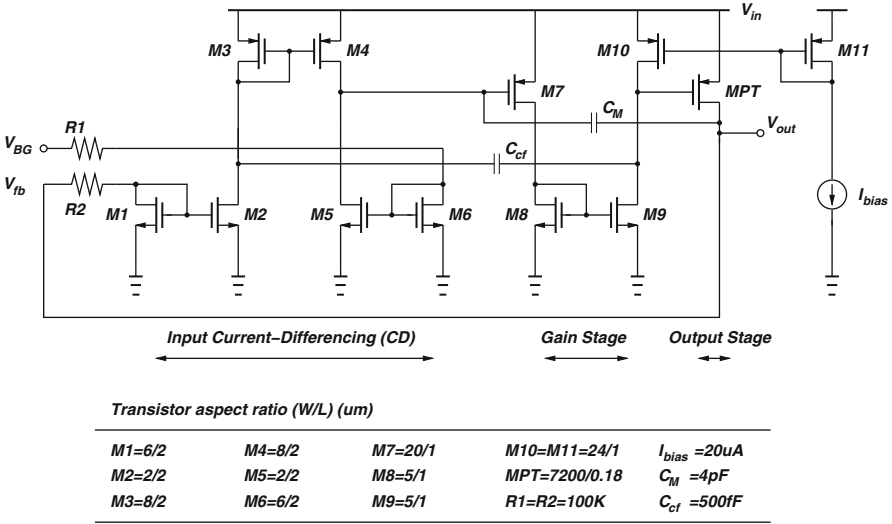 V_in
M3
M4
M10
M11
M7
MPT
C_M
V_out
R1
V_BG
C_cf
V_fb
R2
M1
M2
M5
M6
M8
M9
I_bias
Input Current–Differencing (CD)
Gain Stage
Output Stage
Transistor aspect ratio (W/L) (um)
M1=6/2 M4=8/2 M7=20/1 M10=M11=24/1 I_bias =20uA
M2=2/2 M5=2/2 M8=5/1 MPT=7200/0.18 C_M =4pF
M3=8/2 M6=6/2 M9=5/1 R1=R2=100K C_cf =500fF